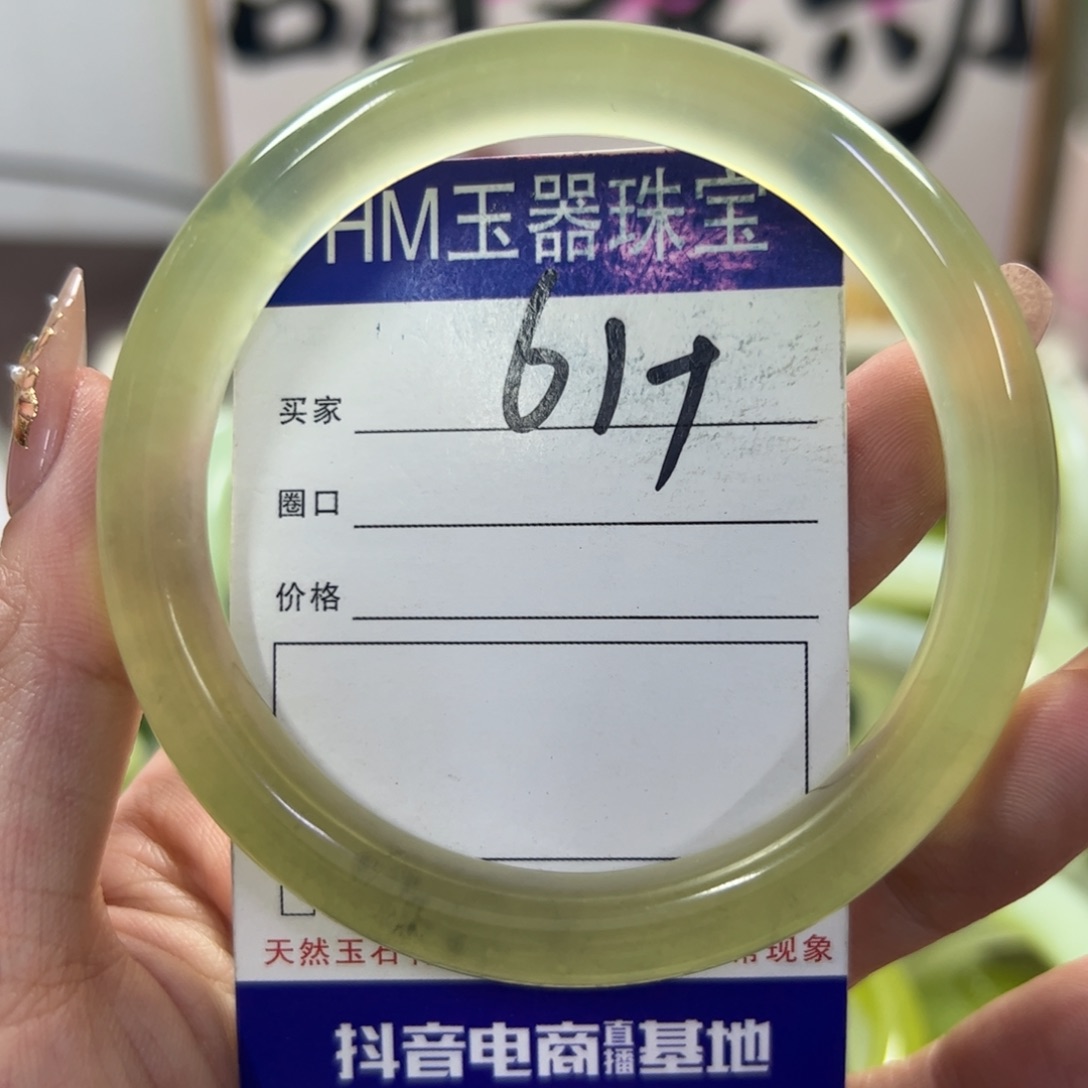 HM玉器珠宝
617
买家
圈口
价格
天然玉石
现象
抖音电商直播基地